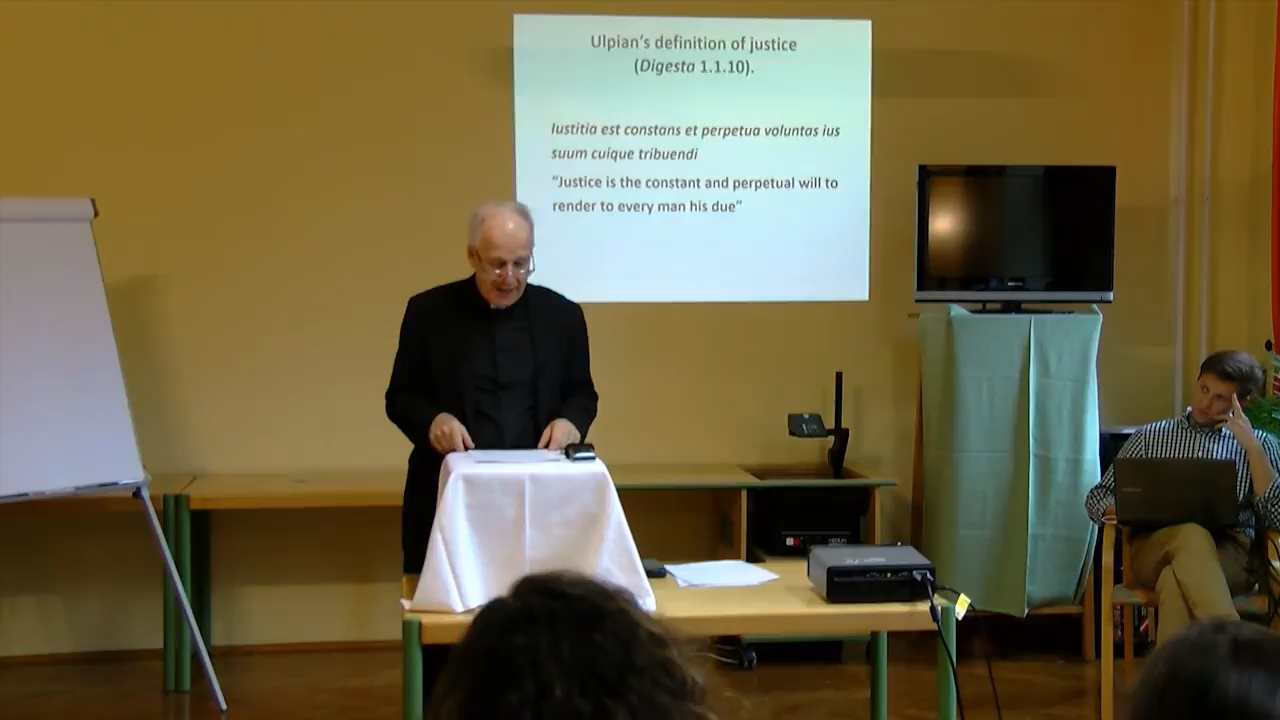 Ulpian's definition of justice
(Digesta 1.1.10).
Iustitia est constans et perpetua voluntas ius
suum cuique tribuendi
“Justice is the constant and perpetual will to
render to every man his due”